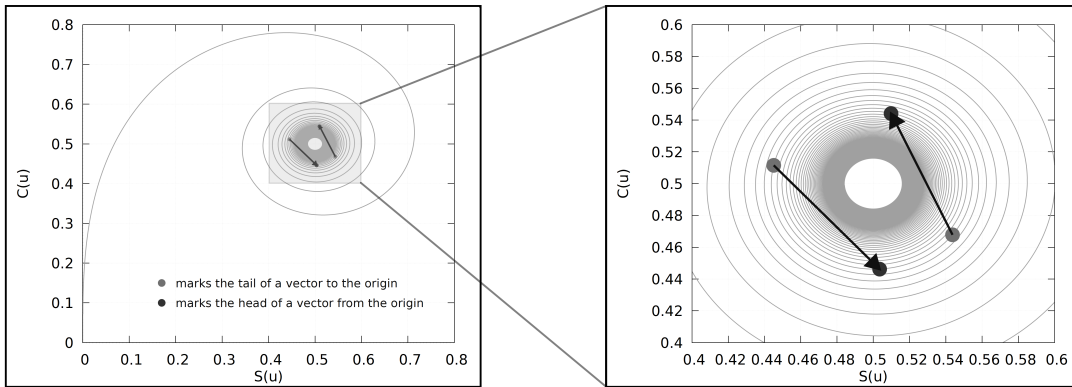 0.8
0.7
0.6
0.5
0.4
0.3
0.2
0.1
0
C(u)
0 0.1 0.2 0.3 0.4 0.5 0.6 0.7 0.8
S(u)
marks the tail of a vector to the origin
marks the head of a vector from the origin
0.6
0.58
0.56
0.54
0.52
0.5
0.48
0.46
0.44
0.42
0.4
C(u)
0.4 0.42 0.44 0.46 0.48 0.5 0.52 0.54 0.56 0.58 0.6
S(u)